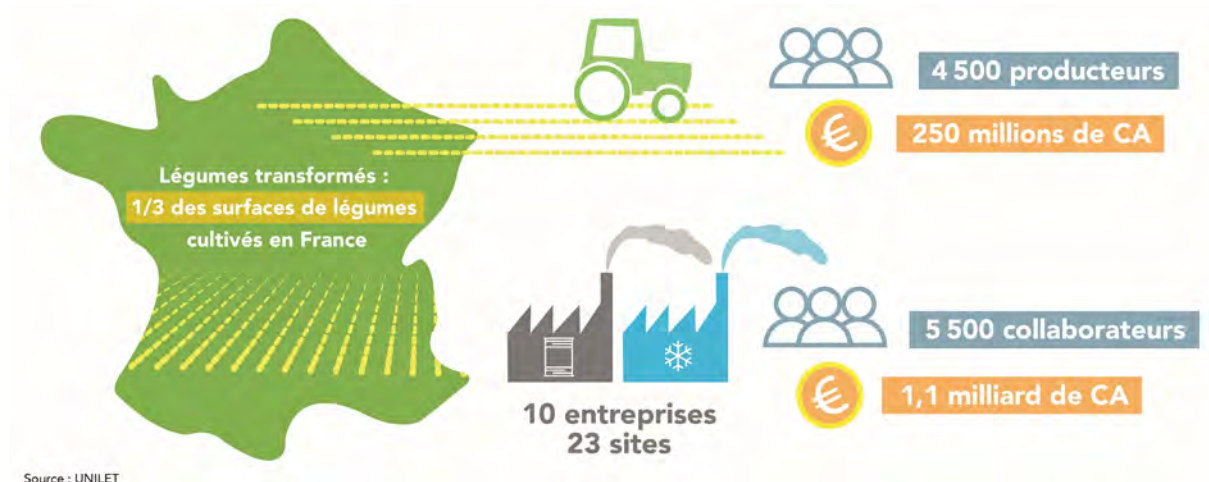 Légumes transformés :
1/3 des surfaces de légumes
cultivés en France
4 500 producteurs
€
250 millions de CA
10 entreprises
23 sites
5 500 collaborateurs
€
1,1 milliard de CA
Source : UNILET